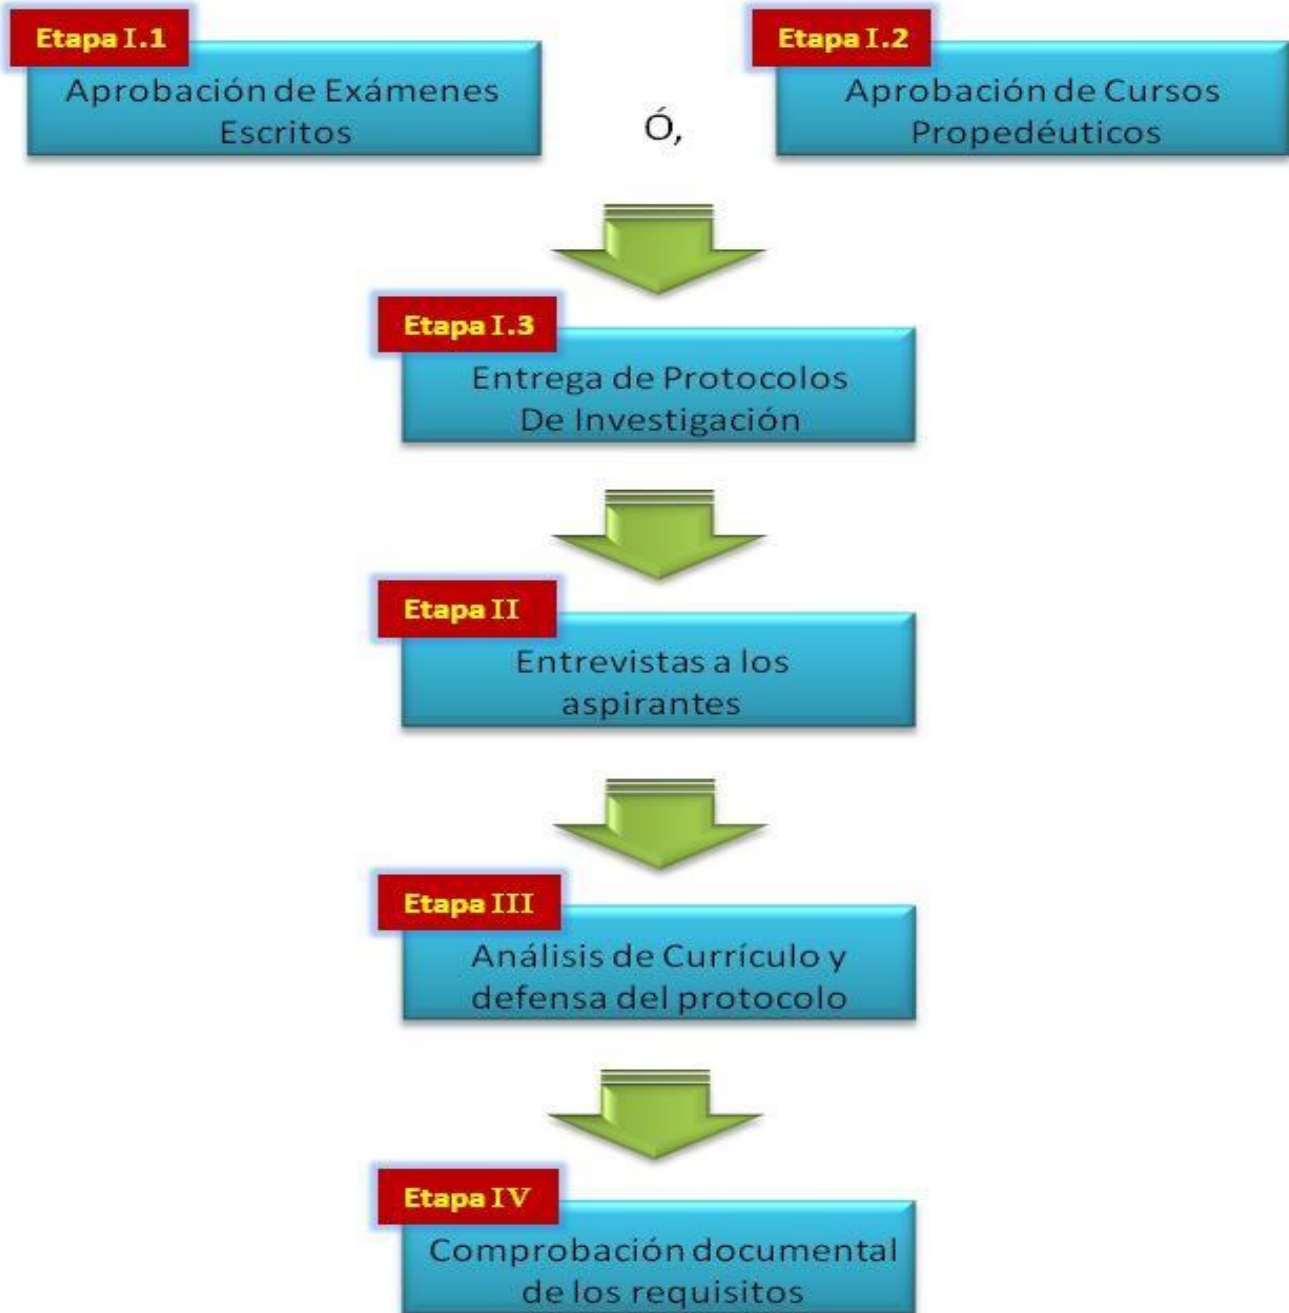 Etapa I.1
Aprobación de Exámenes
Escritos
Ó,
Etapa I.2
Aprobación de Cursos
Propedéuticos
Etapa I.3
Entrega de Protocolos
De Investigación
Etapa II
Entrevistas a los
aspirantes
Etapa III
Análisis de Currículo y
defensa del protocolo
Etapa IV
Comprobación documental
de los requisitos